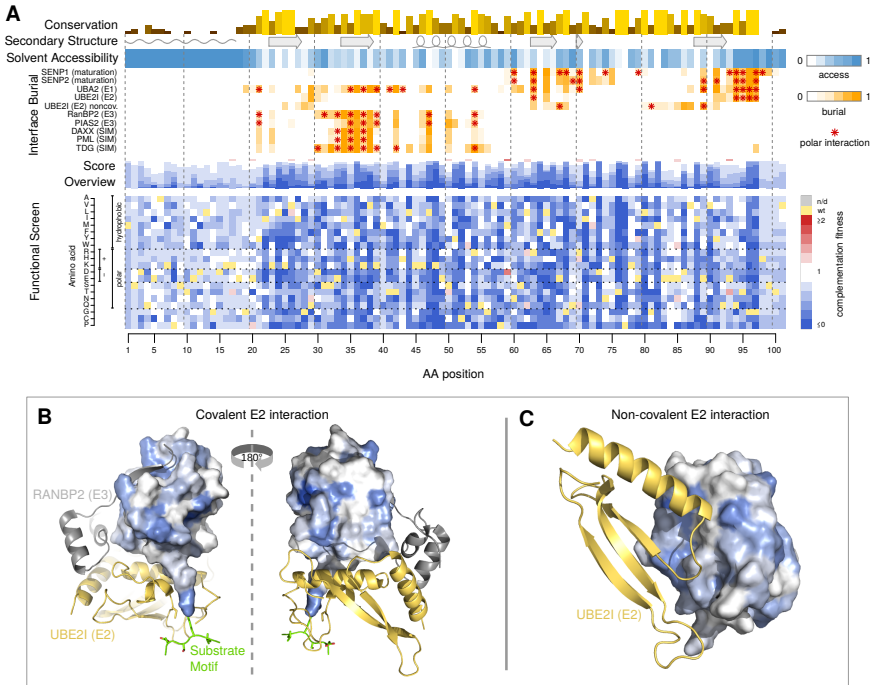 A
Conservation
Secondary Structure
Solvent Accessibility
Interface Burial
SENP1 (maturation)
SENP2 (maturation)
UBA2 (E1)
UBE2I (E2)
UBE2I (E2) noncov.
RanBP2 (E3)
PIAS2 (E3)
DAXX (SIM)
PML (SIM)
TDG (SIM)
0 1
access
0 1
burial
polar interaction
Score
Overview
Functional Screen
Amino acid
A
V
L
I
M
F
Y
W
R
H
K
D
E
S
T
N
Q
G
C
P
hydrophobic
+
-
polar
n/d
wt
≥2
1
≤0
complementation fitness
1 5 10 15 20 25 30 35 40 45 50 55 60 65 70 75 80 85 90 95 100
AA position
B
Covalent E2 interaction
180°
RANBP2 (E3)
UBE2I (E2)
Substrate
Motif
C
Non-covalent E2 interaction
UBE2I (E2)